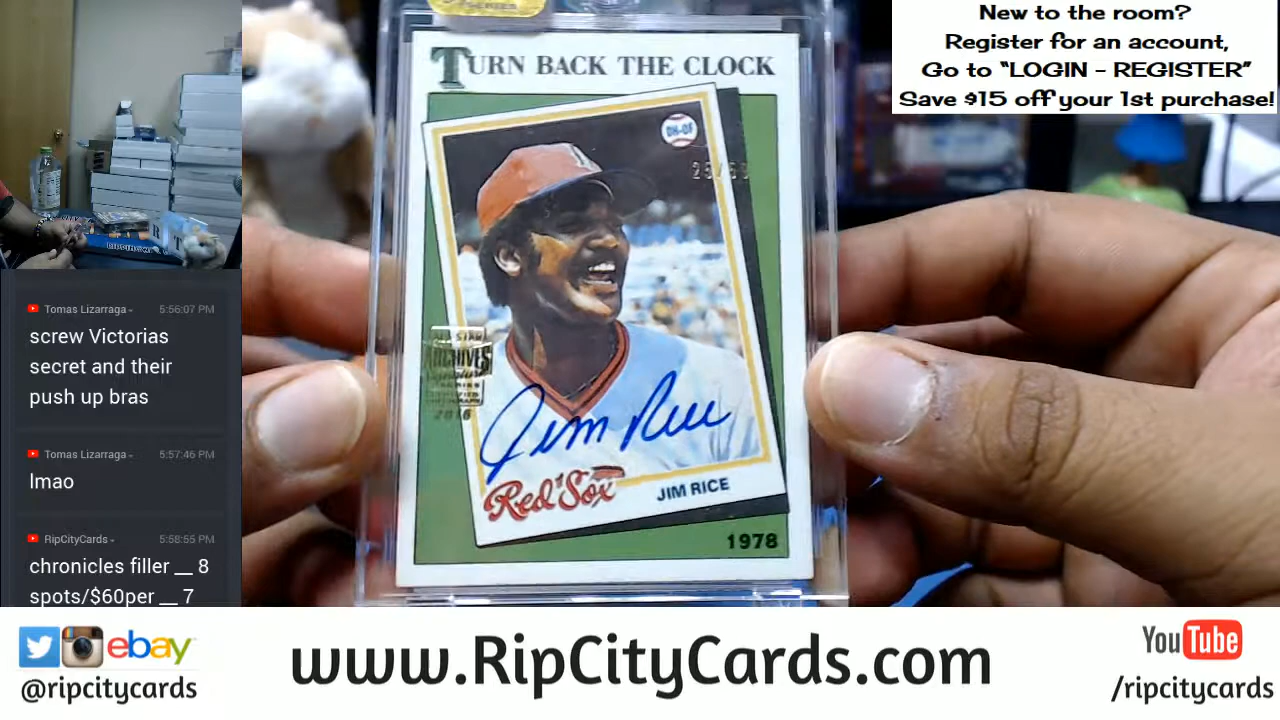 New to the room?
Register for an account,
Go to "LOGIN - REGISTER"
Save $15 off your 1st purchase!
TURN BACK THE CLOCK
DH-OF
ARCHIVES
2016
Jim Rice
Red Sox
JIM RICE
1978
Tomas Lizarraga
5:56:07 PM
screw Victorias
secret and their
push up bras
Tomas Lizarraga
5:57:46 PM
lmao
RipCityCards
5:58:55 PM
chronicles filler __ 8
spots/$60per __ 7
ebay
@ripcitycards
www.RipCityCards.com
YouTube
/ripcitycards